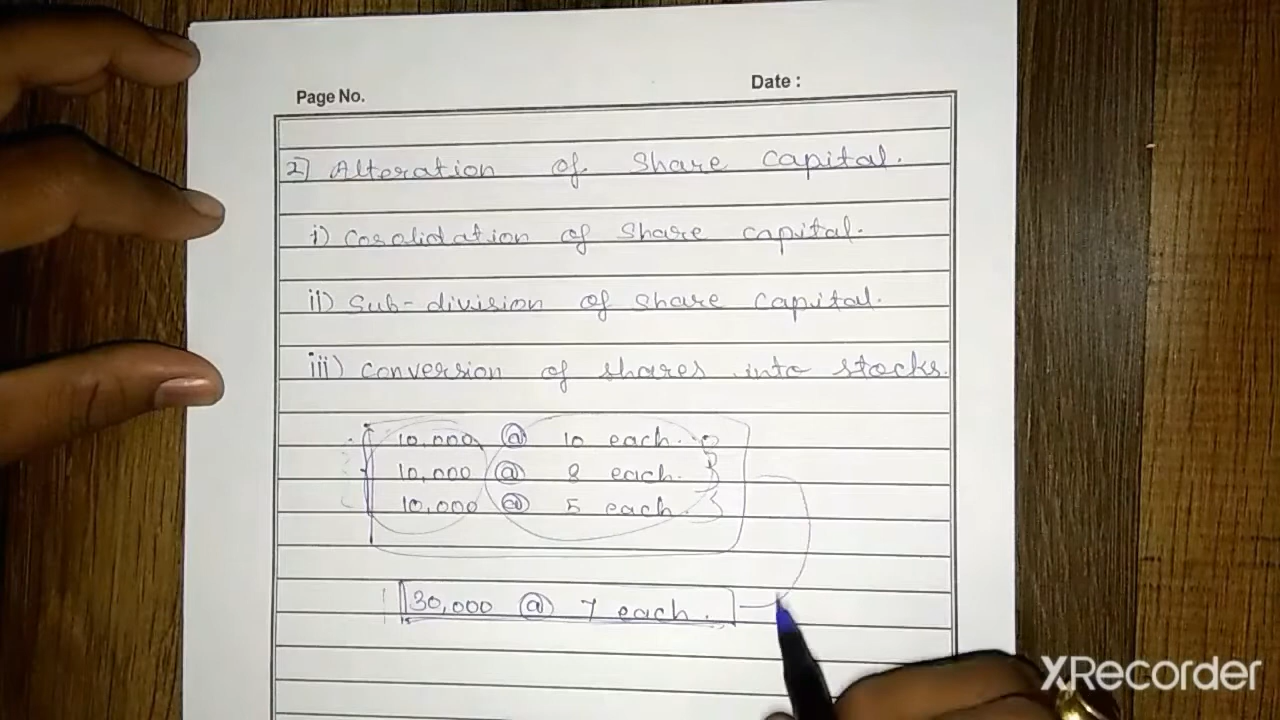 Page No.
Date :
2] Alteration of Share capital.
i) Cosolidation of Share capital.
ii) Sub-division of Share Capital.
iii) Conversion of shares into stocks.
10,000 @ 10 each.
10,000 @ 8 each.
10,000 @ 5 each.
30,000 @ 7 each.
XRecorder